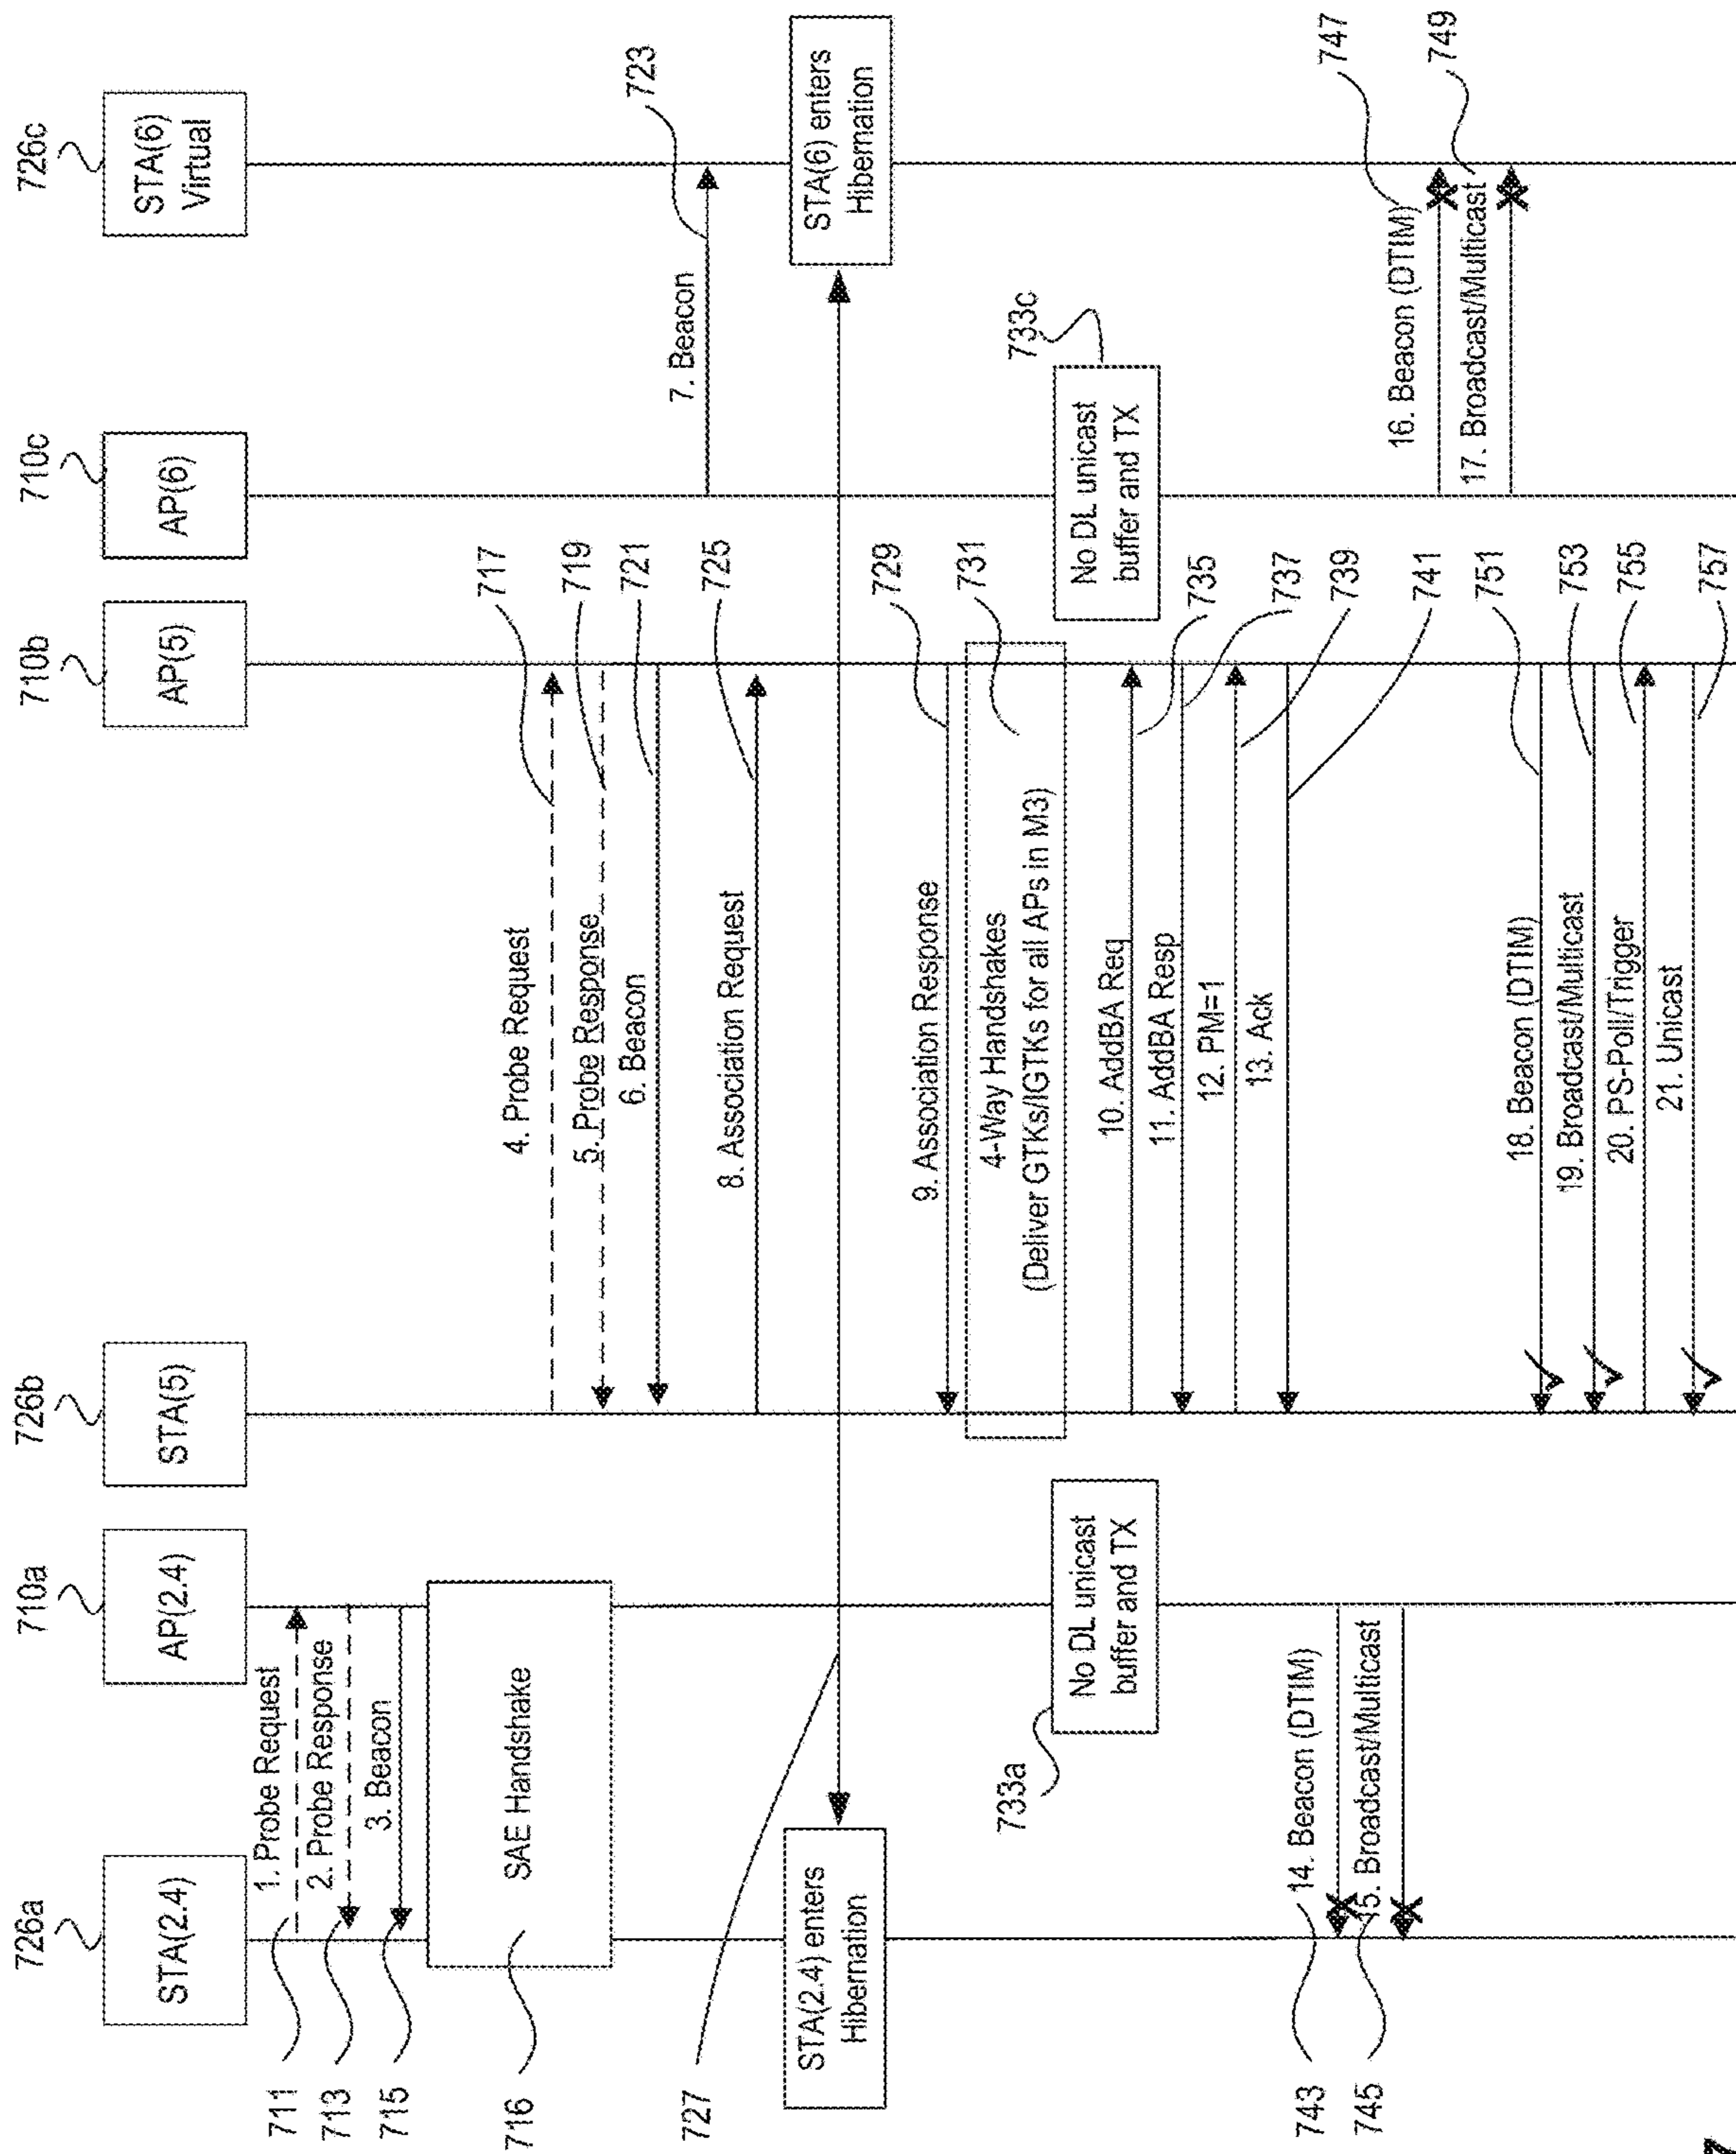 726a
STA(2.4)
710a
AP(2.4)
726b
STA(5)
710b
AP(5)
710c
AP(6)
726c
STA(6)
Virtual
711
1. Probe Request
713
2. Probe Response
715
3. Beacon
716
SAE Handshake
4. Probe Request
717
5. Probe Response
719
6. Beacon
721
7. Beacon
723
8. Association Request
725
727
STA(2.4) enters
Hibernation
STA(6) enters
Hibernation
9. Association Response
729
4-Way Handshakes
(Deliver GTKs/IGTKs for all APs in M3)
731
733a
No DL unicast
buffer and TX
733c
No DL unicast
buffer and TX
10. AddBA Req
735
11. AddBA Resp
737
12. PM=1
739
13. Ack
741
743
14. Beacon (DTIM)
745
15. Broadcast/Multicast
16. Beacon (DTIM)
747
17. Broadcast/Multicast
749
18. Beacon (DTIM)
751
19. Broadcast/Multicast
753
20. PS-Poll/Trigger
755
21. Unicast
757